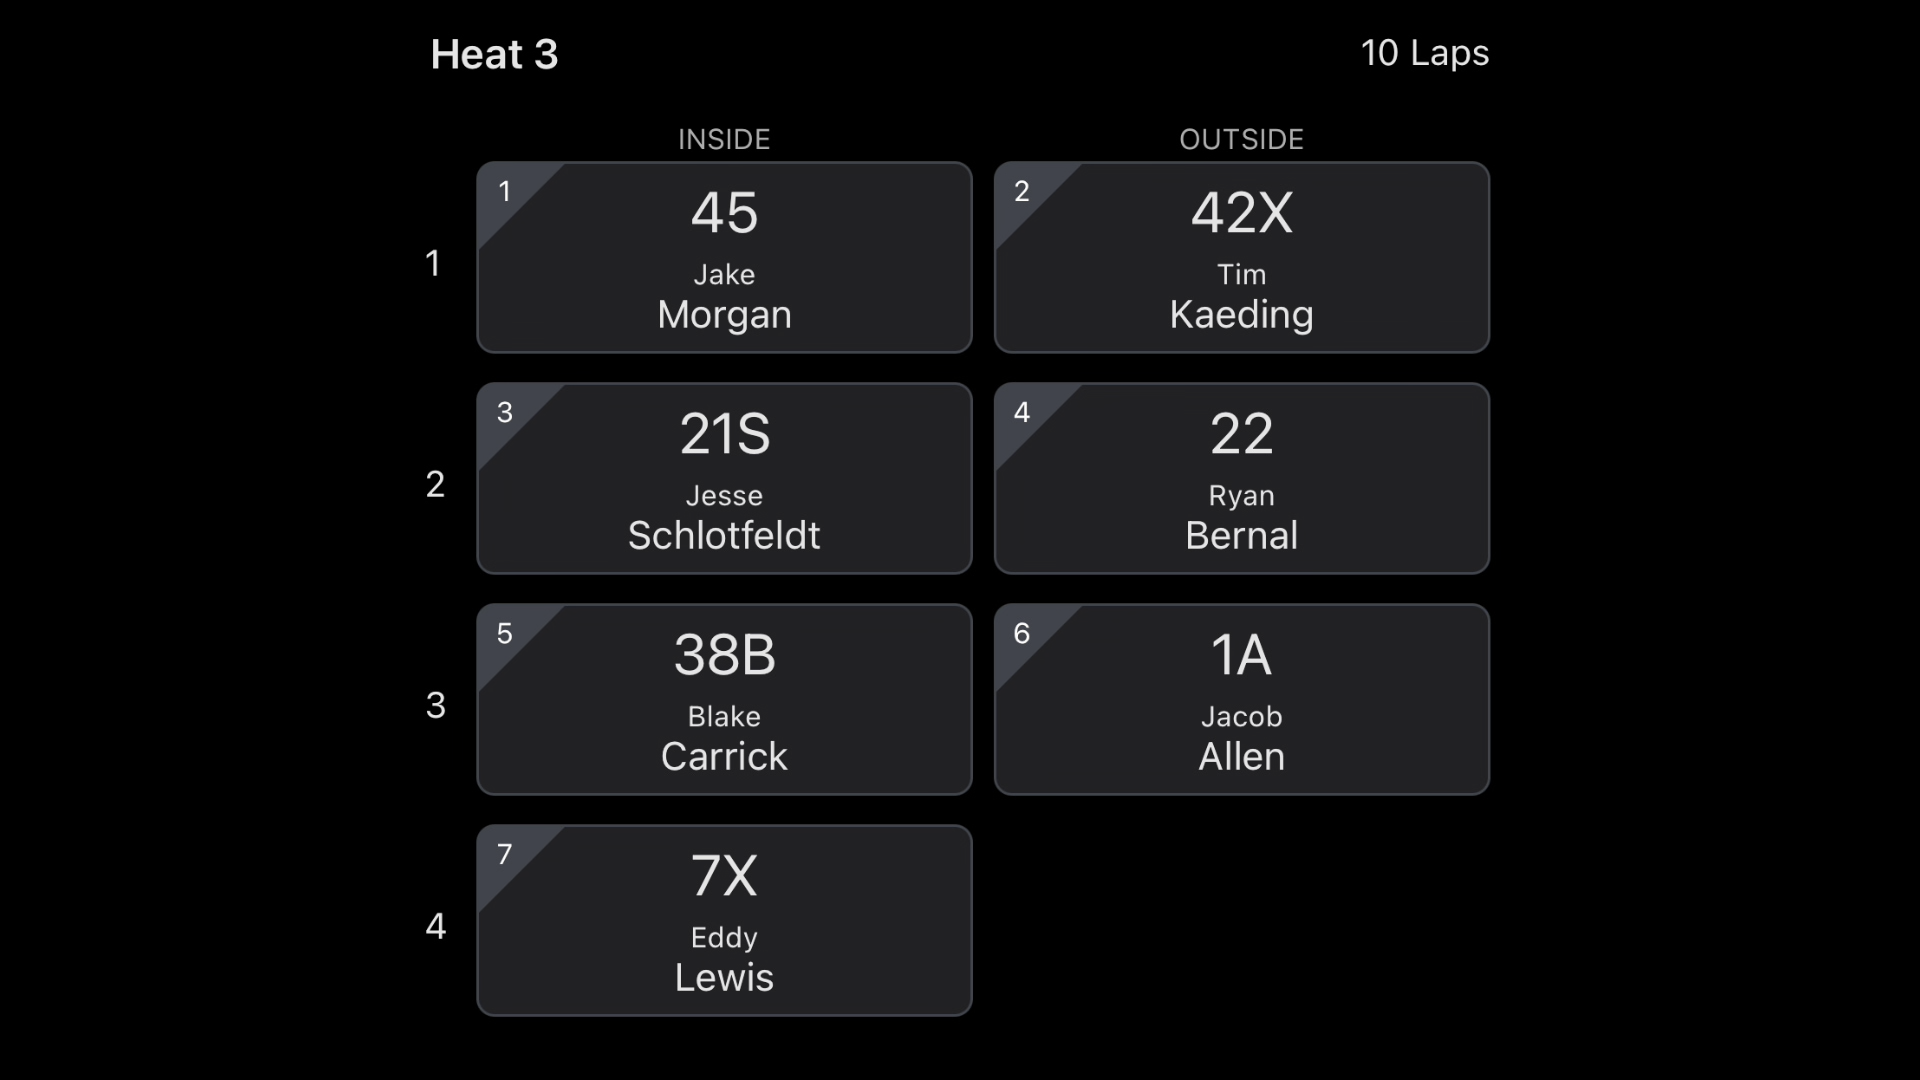 Heat 3
10 Laps
INSIDE
OUTSIDE
1
1
45
Jake
Morgan
2
42X
Tim
Kaeding
2
3
21S
Jesse
Schlotfeldt
4
22
Ryan
Bernal
3
5
38B
Blake
Carrick
6
1A
Jacob
Allen
4
7
7X
Eddy
Lewis